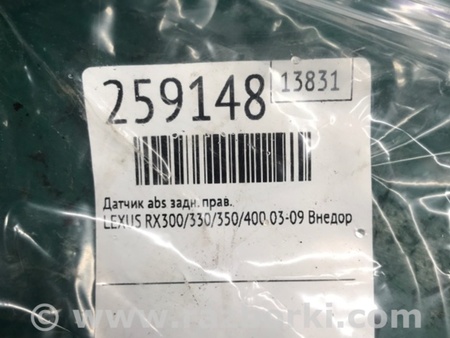 259148
13831
Датчик abs задн. прав.
LEXUS RX300/330/350/400 03-09 Внедор